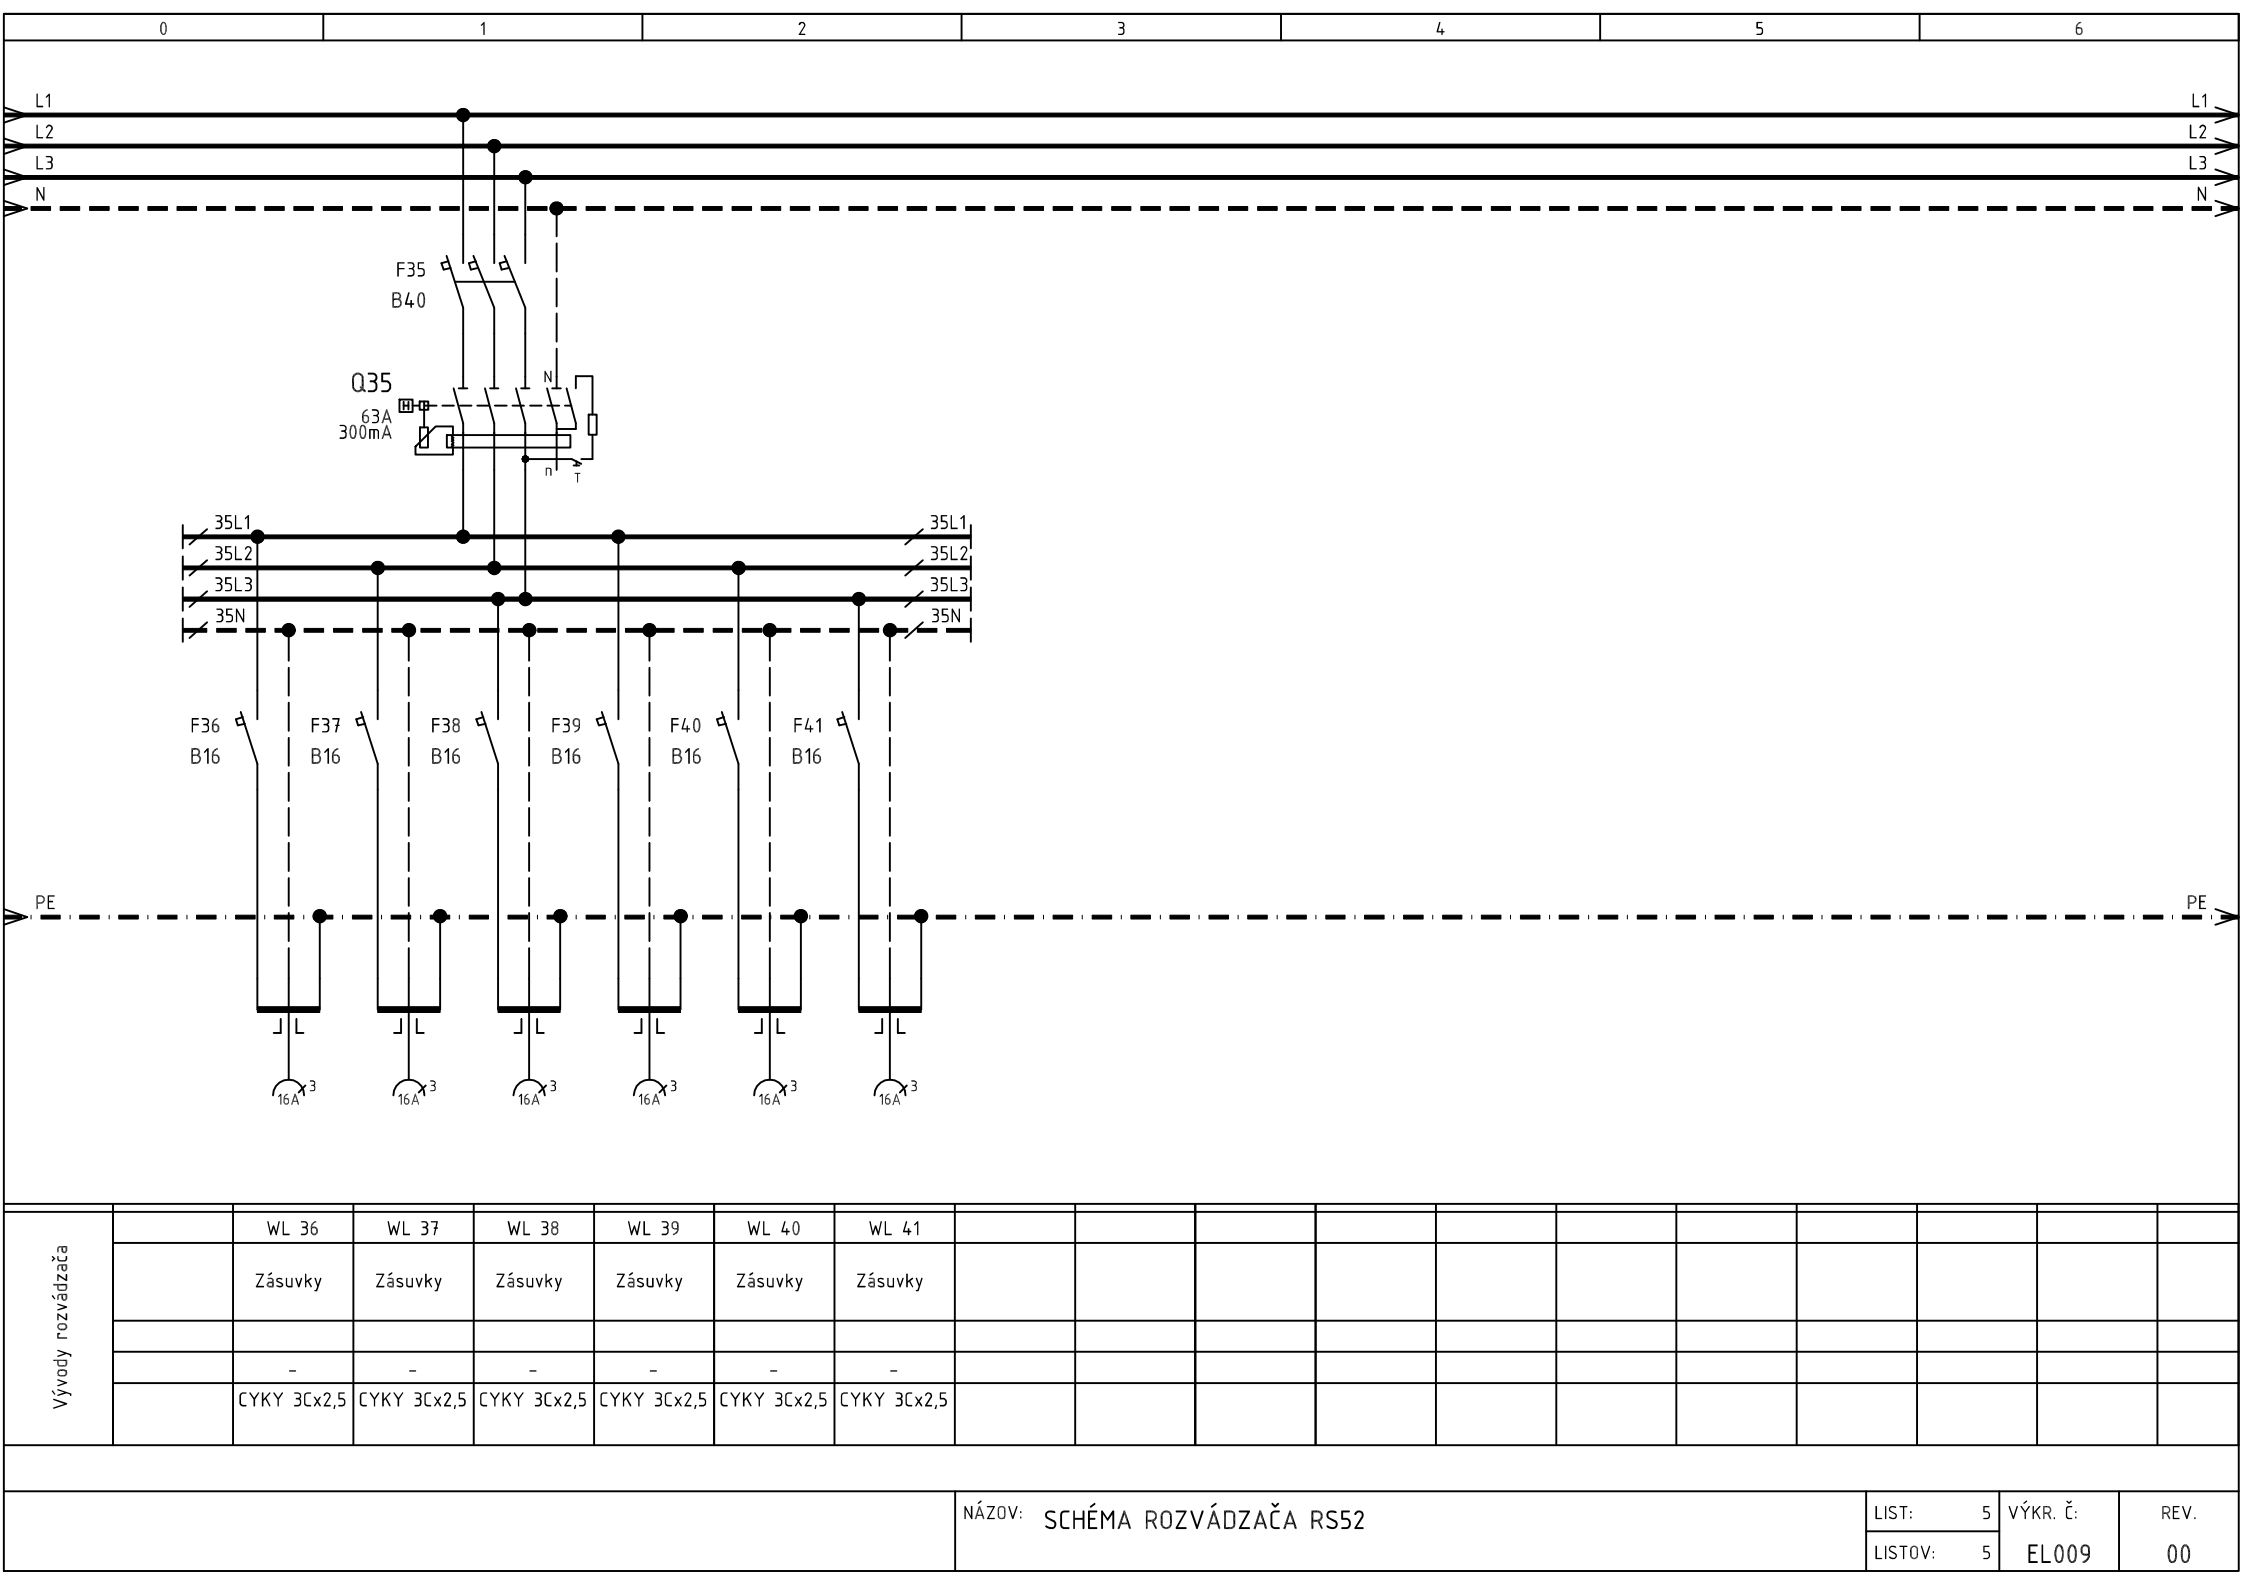 0 1 2 3 4 5 6
L1 L1
L2 L2
L3 L3
N N
F35
B40
Q35
63A
300mA
N
n T
35L1 35L1
35L2 35L2
35L3 35L3
35N 35N
F36 F37 F38 F39 F40 F41
B16 B16 B16 B16 B16 B16
PE PE
3 3 3 3 3 3
16A 16A 16A 16A 16A 16A
Vývody rozvádzača
WL 36 WL 37 WL 38 WL 39 WL 40 WL 41
Zásuvky Zásuvky Zásuvky Zásuvky Zásuvky Zásuvky
- - - - - -
CYKY 3Cx2,5 CYKY 3Cx2,5 CYKY 3Cx2,5 CYKY 3Cx2,5 CYKY 3Cx2,5 CYKY 3Cx2,5
NÁZOV: SCHÉMA ROZVÁDZAČA RS52
LIST: 5
LISTOV: 5
VÝKR. Č:
EL009
REV.
00